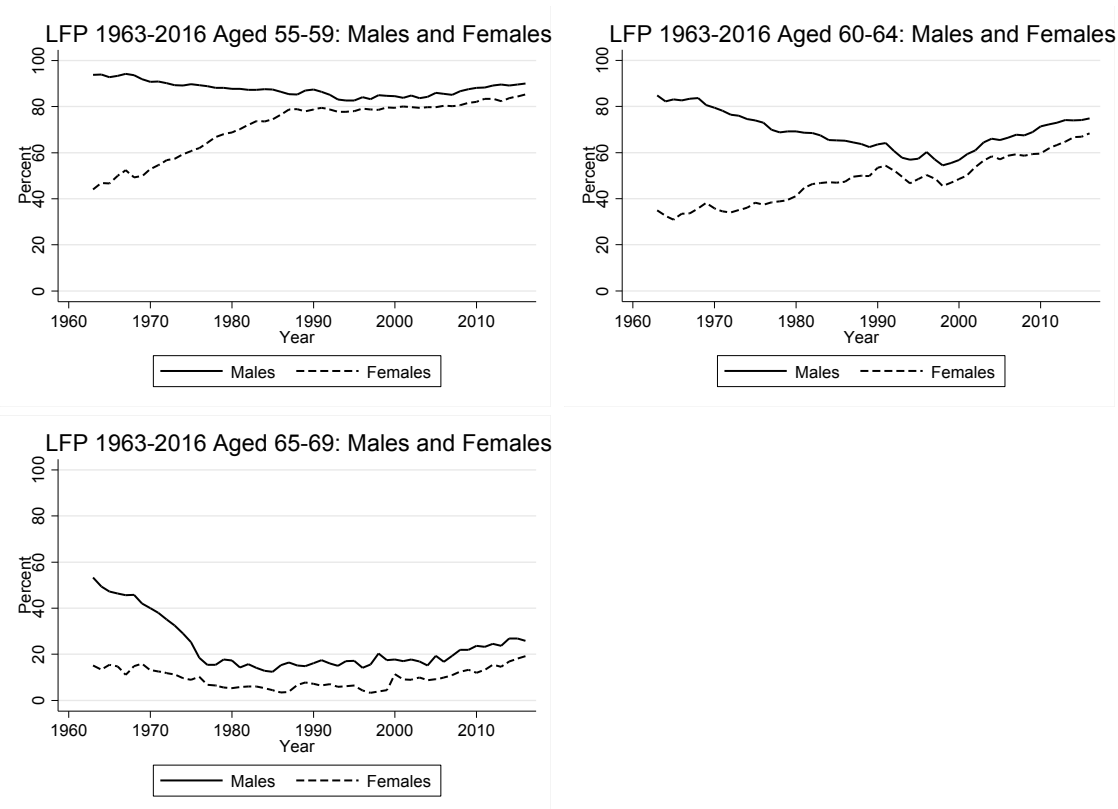 LFP 1963-2016 Aged 55-59: Males and Females
Percent
100
80
60
40
20
0
1960 1970 1980 1990 2000 2010
Year
Males Females
LFP 1963-2016 Aged 60-64: Males and Females
Percent
100
80
60
40
20
0
1960 1970 1980 1990 2000 2010
Year
Males Females
LFP 1963-2016 Aged 65-69: Males and Females
Percent
100
80
60
40
20
0
1960 1970 1980 1990 2000 2010
Year
Males Females